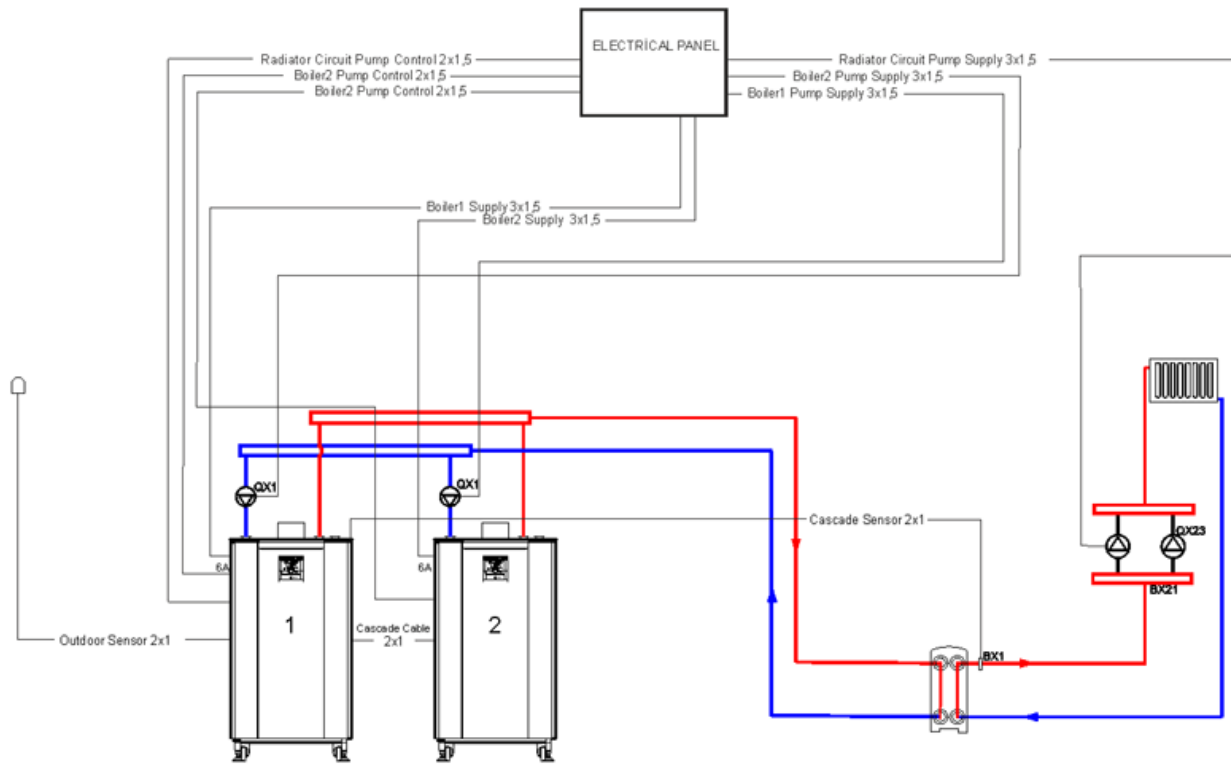 ELECTRİCAL PANEL
Radiator Circuit Pump Control 2x1,5
Boiler2 Pump Control 2x1,5
Boiler2 Pump Control 2x1,5
Radiator Circuit Pump Supply 3x1,5
Boiler2 Pump Supply 3x1,5
Boiler1 Pump Supply 3x1,5
Boiler1 Supply 3x1,5
Boiler2 Supply 3x1,5
QX1
QX1
Cascade Sensor 2x1
QX23
BX21
6A
6A
1
2
Outdoor Sensor 2x1
Cascade Cable
2x1
BX1